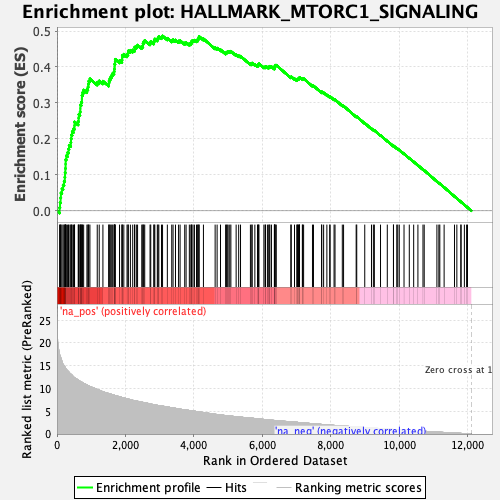 Enrichment plot: HALLMARK_MTORC1_SIGNALING
Enrichment score (ES)
0.5
0.4
0.3
0.2
0.1
0.0
'na_pos' (positively correlated)
Ranked list metric (PreRanked)
25
20
15
10
5
0
Zero cross at 1
'na_neg' (negatively correlated)
0
2,000
4,000
6,000
8,000
10,000
12,000
Rank in Ordered Dataset
Enrichment profile
Hits
Ranking metric scores